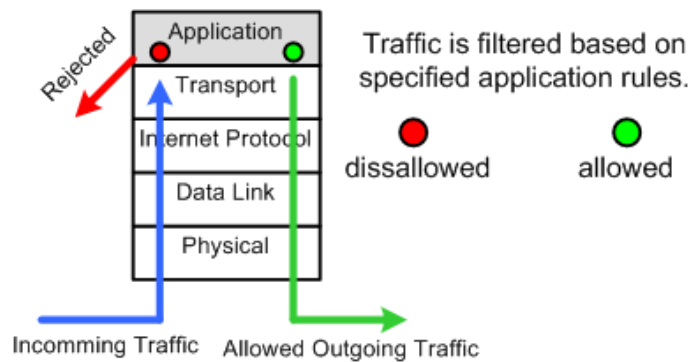 Application
Rejected
Transport
Internet Protocol
Data Link
Physical
Incomming Traffic
Allowed Outgoing Traffic
Traffic is filtered based on
specified application rules.
dissallowed
allowed